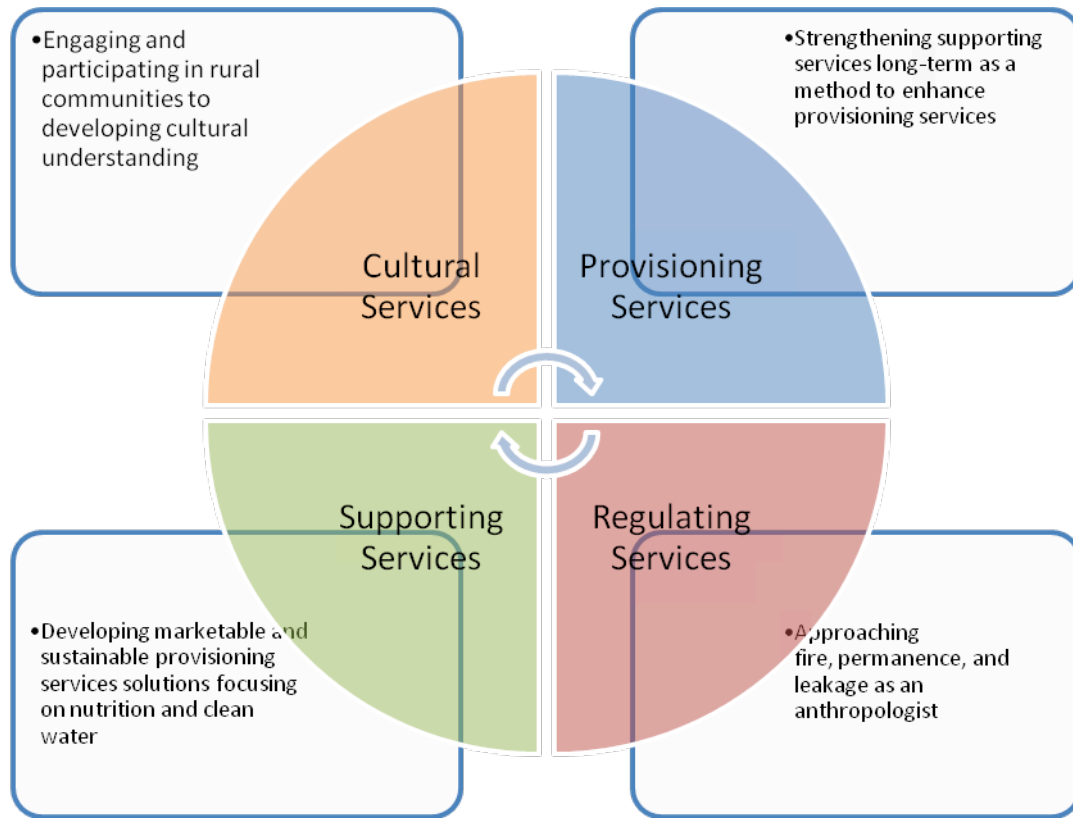 •Engaging and
participating in rural
communities to
developing cultural
understanding
•Strengthening supporting
services long-term as a
method to enhance
provisioning services
Cultural
Services
Provisioning
Services
Supporting
Services
Regulating
Services
•Developing marketable and
sustainable provisioning
services solutions focusing
on nutrition and clean
water
•Approaching
fire, permanence, and
leakage as an
anthropologist